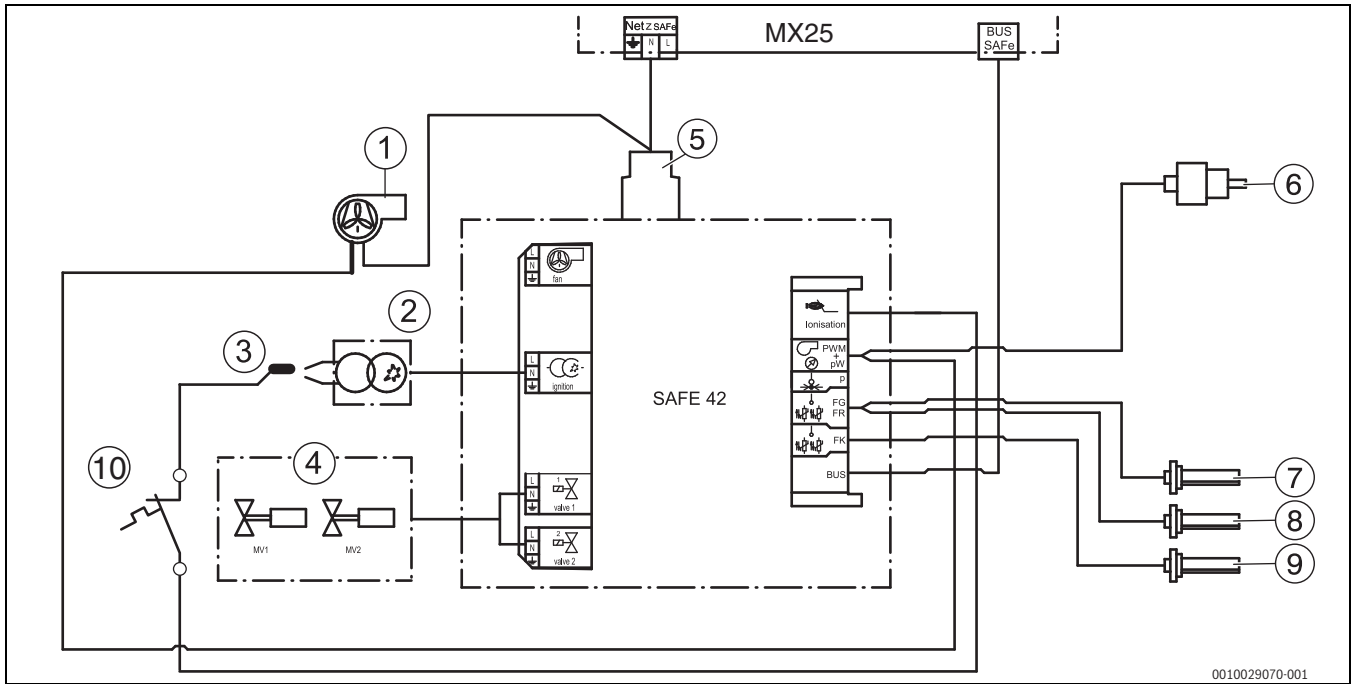 Net Z SAFe
N L
MX25
BUS
SAFe
1
5
6
L
N
fan
2
Ionisation
3
PWM
+
pW
L
N
ignition
P
SAFE 42
FG
FR
10
4
FK
L
N
1
valve 1
BUS
7
MV1
MV2
L
N
2
valve 2
8
9
0010029070-001